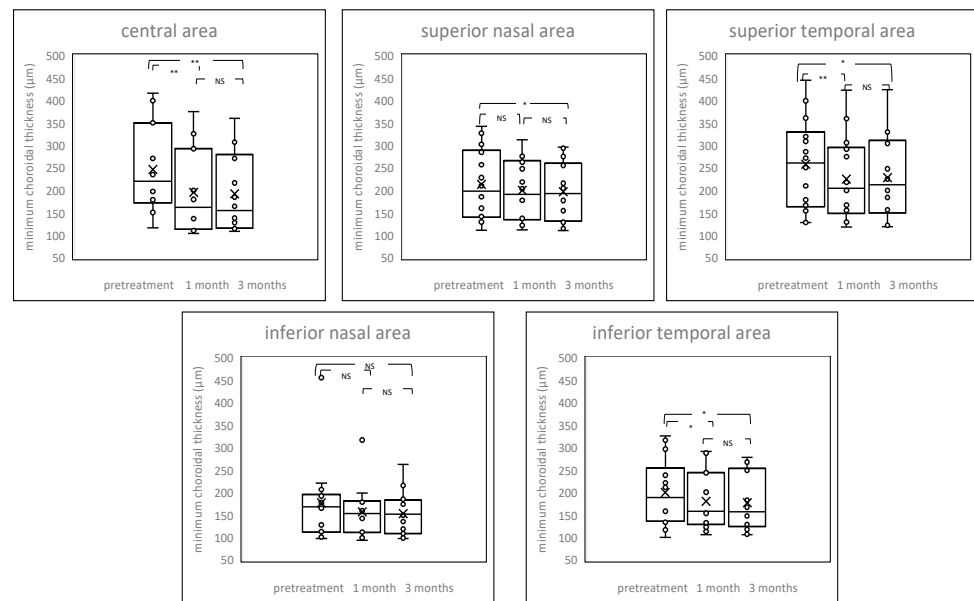 central area
minimum choroidal thickness (µm)
500
450
400
350
300
250
200
150
100
50
**
**
NS
pretreatment 1 month 3 months
superior nasal area
minimum choroidal thickness (µm)
500
450
400
350
300
250
200
150
100
50
*
NS
NS
pretreatment 1 month 3 months
superior temporal area
minimum choroidal thickness (µm)
500
450
400
350
300
250
200
150
100
50
*
**
NS
pretreatment 1 month 3 months
inferior nasal area
minimum choroidal thickness (µm)
500
450
400
350
300
250
200
150
100
50
NS
NS
NS
pretreatment 1 month 3 months
inferior temporal area
minimum choroidal thickness (µm)
500
450
400
350
300
250
200
150
100
50
*
*
NS
pretreatment 1 month 3 months